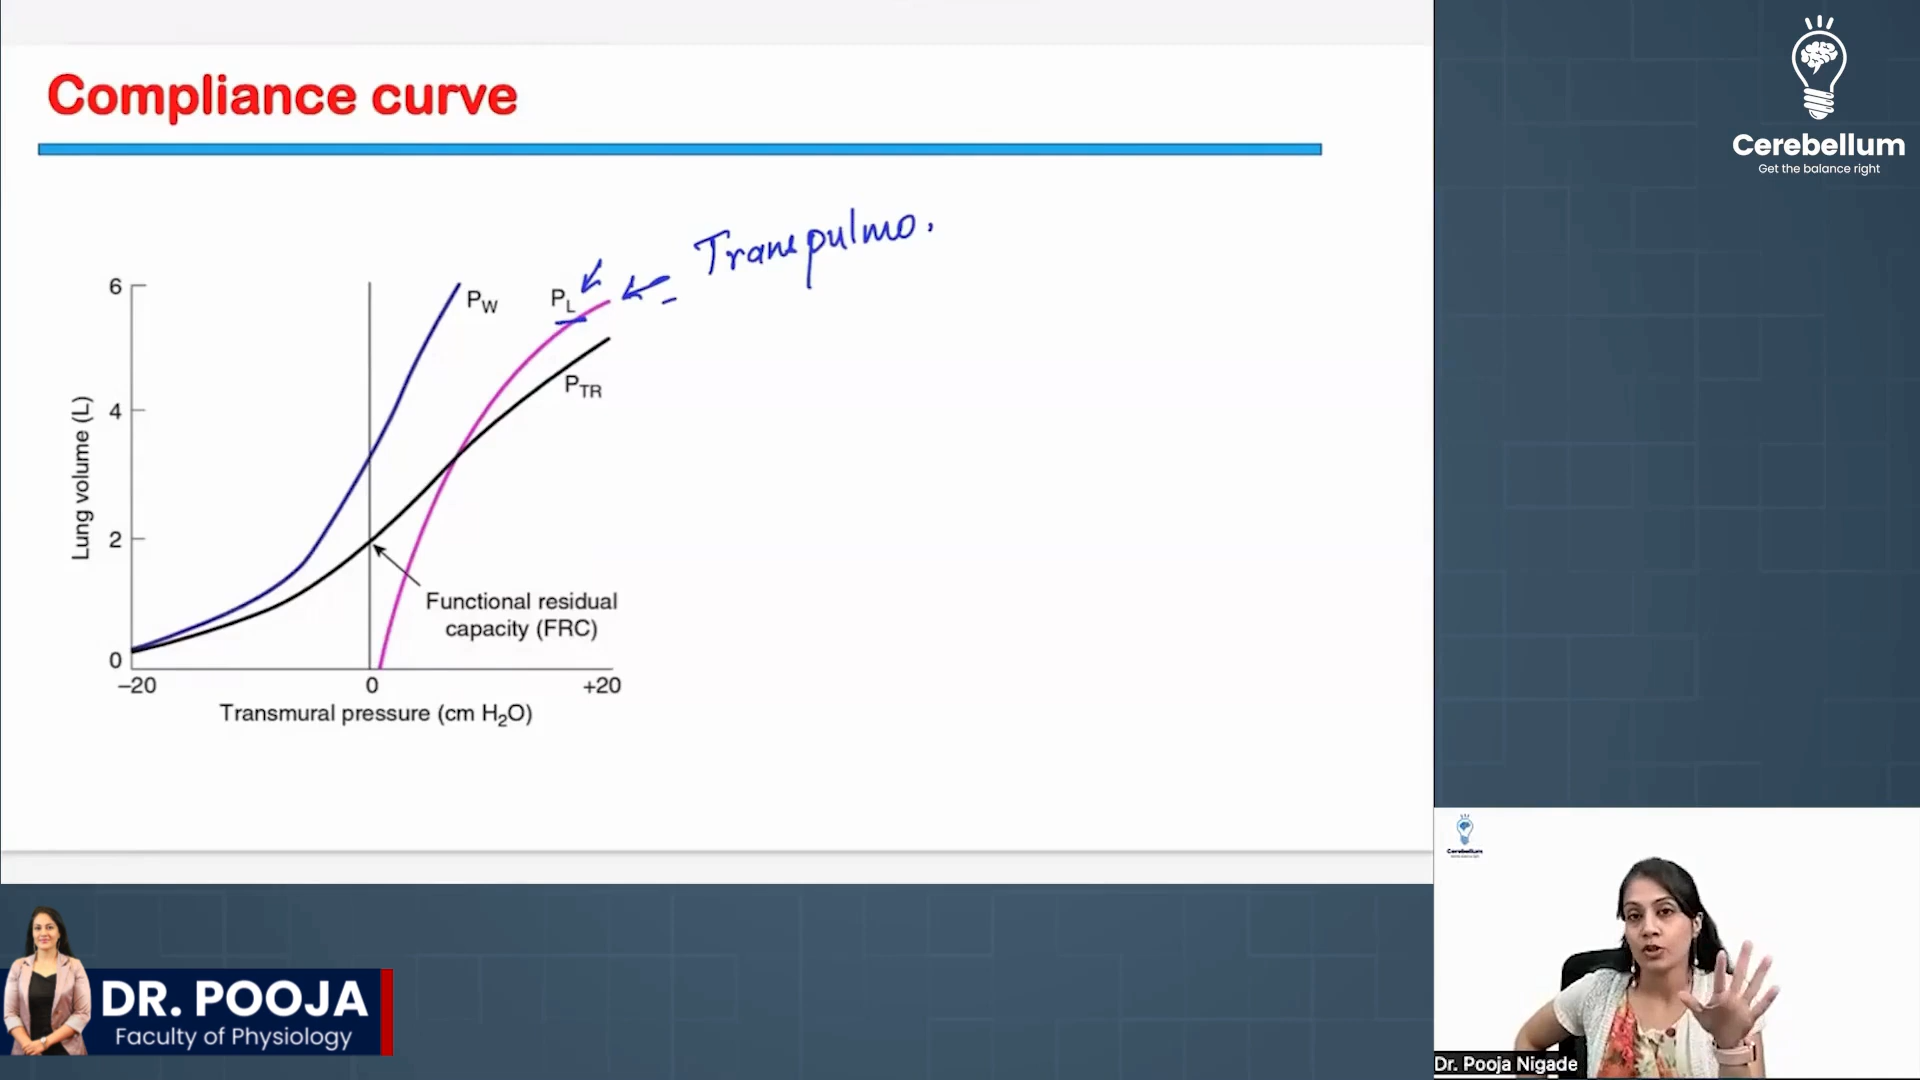 Compliance curve
Cerebellum
Get the balance right
Transpulmo.
6
PW
PL
PTR
4
Lung volume (L)
2
Functional residual
capacity (FRC)
0
–20
0
+20
Transmural pressure (cm H2O)
Cerebellum
DR. POOJA
Faculty of Physiology
Dr. Pooja Nigade